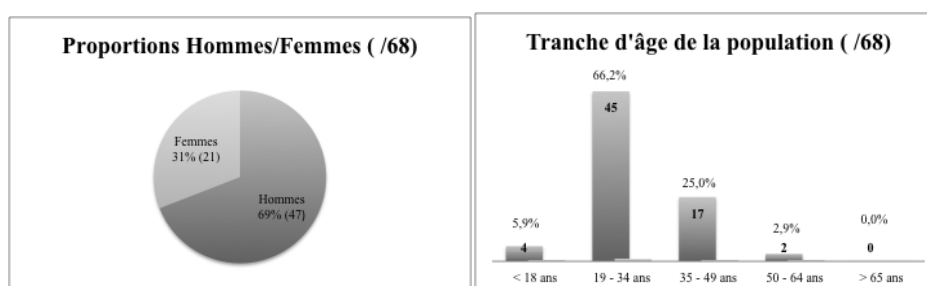 Proportions Hommes/Femmes ( /68)
Femmes
31% (21)
Hommes
69% (47)
Tranche d'âge de la population ( /68)
66,2%
45
25,0%
17
5,9%
4
2,9%
2
0,0%
0
< 18 ans
19 - 34 ans
35 - 49 ans
50 - 64 ans
> 65 ans